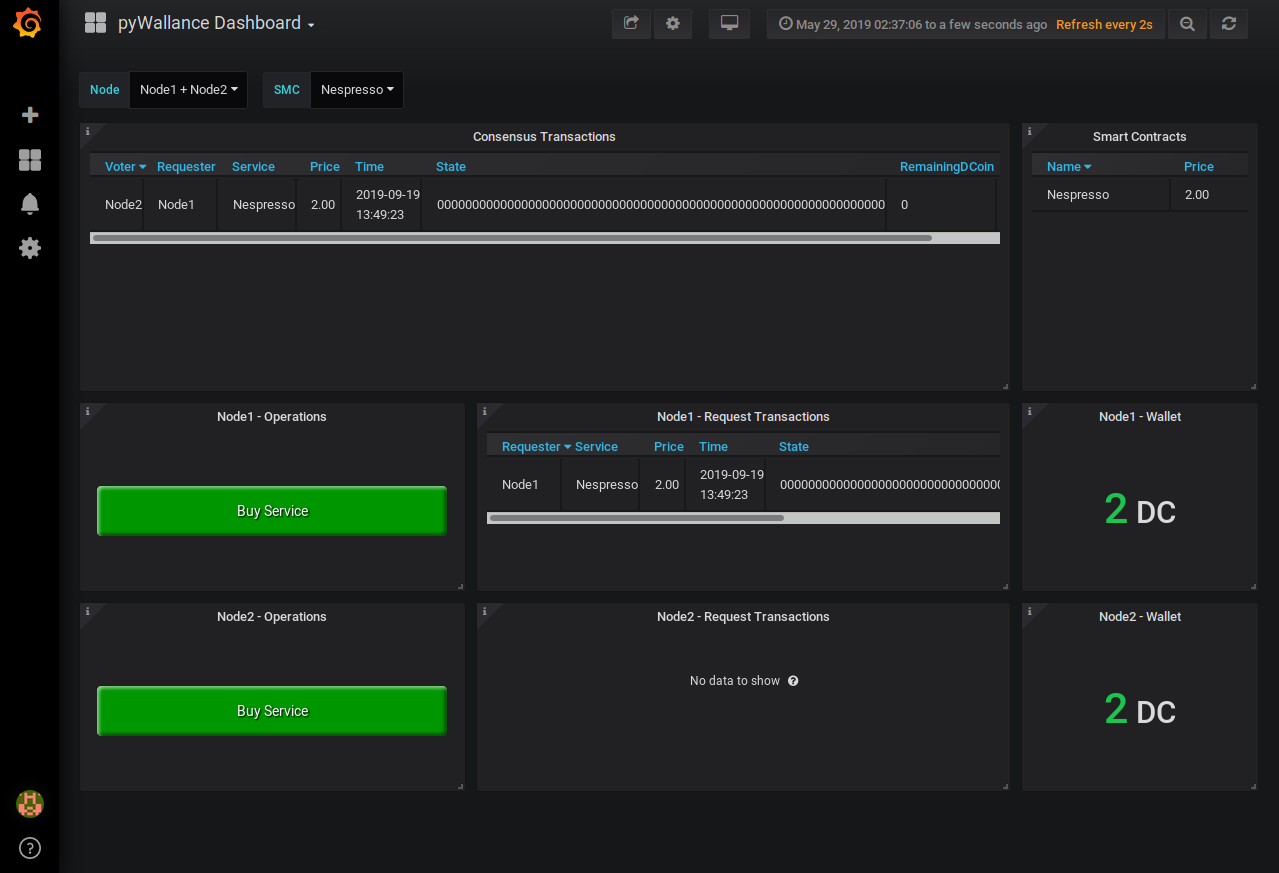 pyWallance Dashboard
May 29, 2019 02:37:06 to a few seconds ago Refresh every 2s
Node Node1 + Node2 SMC Nespresso
Consensus Transactions
Voter Requester Service Price Time State RemainingDCoin
Node2 Node1 Nespresso 2.00 2019-09-19 13:49:23 0
Smart Contracts
Name Price
Nespresso 2.00
Node1 - Operations
Buy Service
Node1 - Request Transactions
Requester Service Price Time State
Node1 Nespresso 2.00 2019-09-19 13:49:23
Node1 - Wallet
2 DC
Node2 - Operations
Buy Service
Node2 - Request Transactions
No data to show
Node2 - Wallet
2 DC